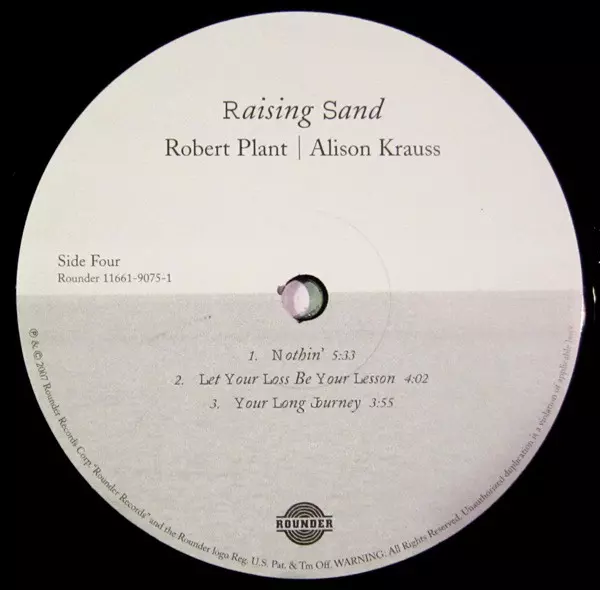 Raising Sand
Robert Plant | Alison Krauss
Side Four
Rounder 11661-9075-1
1. Nothin' 5:33
2. Let Your Loss Be Your Lesson 4:02
3. Your Long Journey 3:55
ROUNDER
℗ & © 2007 Rounder Records Corp. "Rounder Records" and the Rounder logo Reg. U.S. Pat. & Tm Off. WARNING: All Rights Reserved. Unauthorized duplication is a violation of applicable laws.